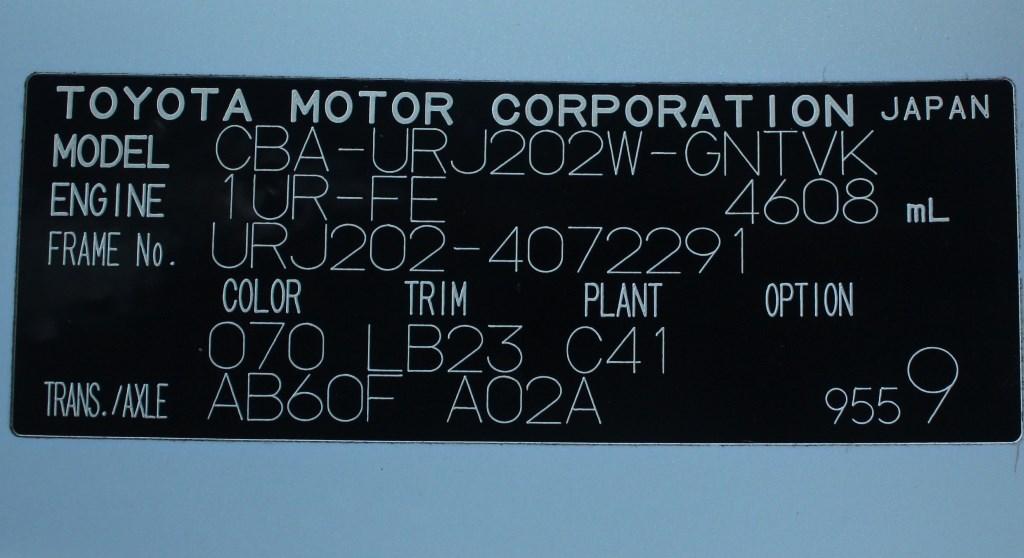 TOYOTA MOTOR CORPORATION JAPAN
MODEL CBA-URJ202W-GNTVK
ENGINE 1UR-FE 4608 mL
FRAME No. URJ202-4072291
COLOR TRIM PLANT OPTION
070 LB23 C41
TRANS./AXLE AB60F A02A 955 9